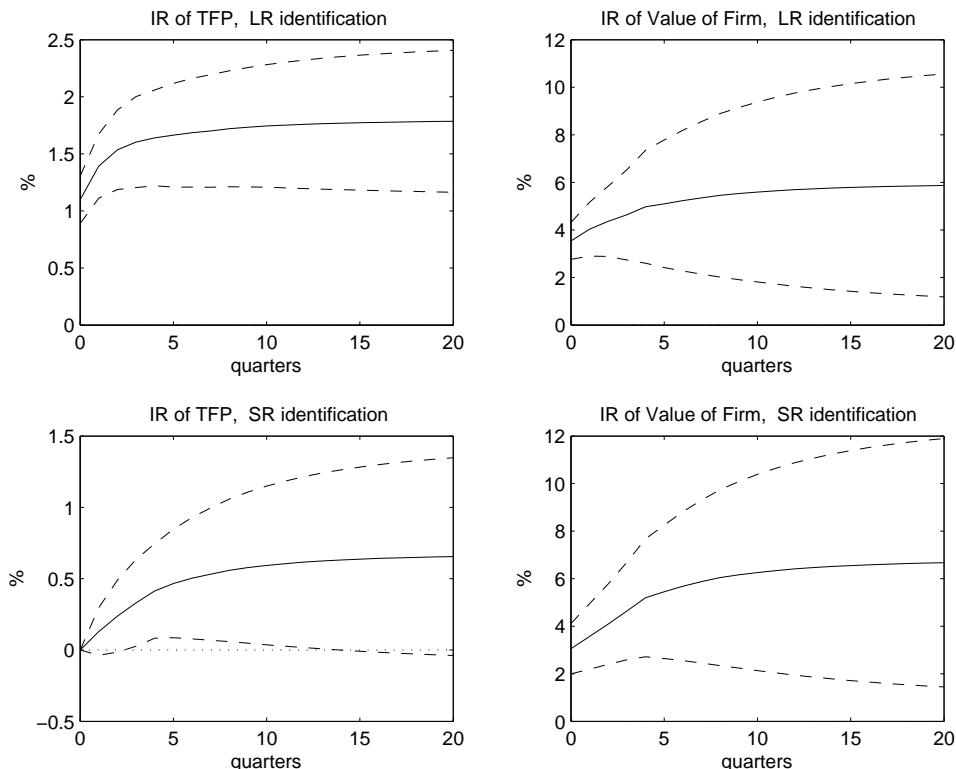 IR of TFP, LR identification
2.5
2
1.5
1
0.5
0
%
0 5 10 15 20
quarters
IR of Value of Firm, LR identification
12
10
8
6
4
2
0
%
0 5 10 15 20
quarters
IR of TFP, SR identification
1.5
1
0.5
0
−0.5
%
0 5 10 15 20
quarters
IR of Value of Firm, SR identification
12
10
8
6
4
2
0
%
0 5 10 15 20
quarters